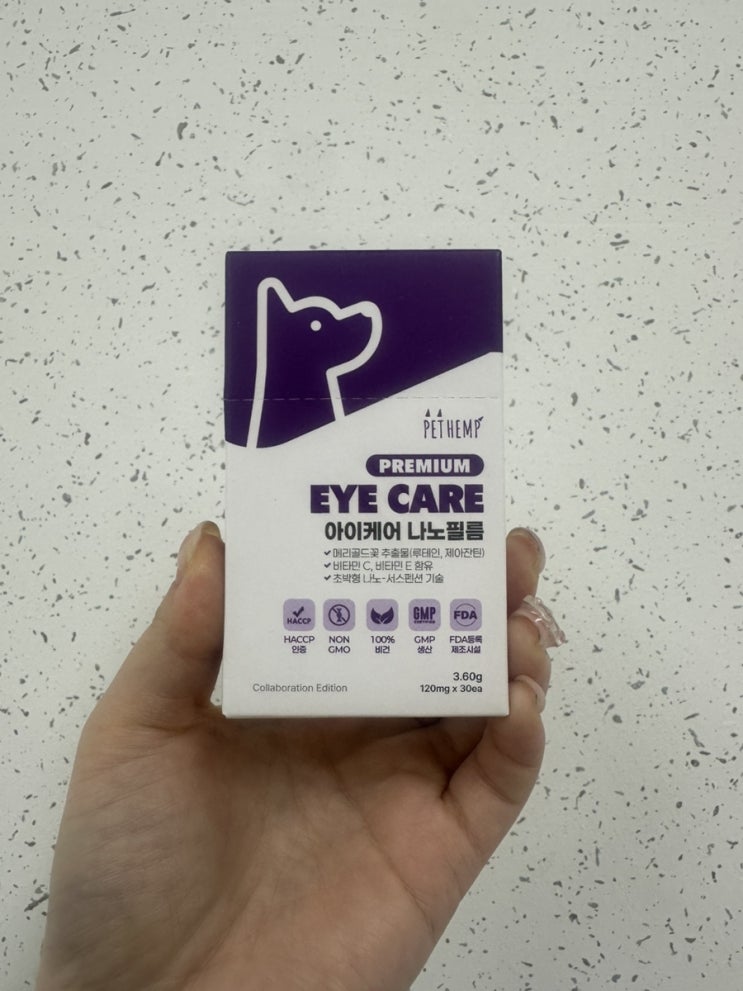 PET HEMP
PREMIUM
EYE CARE
아이케어 나노필름
✓메리골드꽃 추출물(루테인, 제아잔틴)
✓비타민 C, 비타민 E 함유
✓초박형 나노-서스펜션 기술
HACCP
GMP
CERTIFIED
FDA
HACCP 인증
NON GMO
100% 비건
GMP 생산
FDA등록 제조시설
3.60g
Collaboration Edition
120mg x 30ea